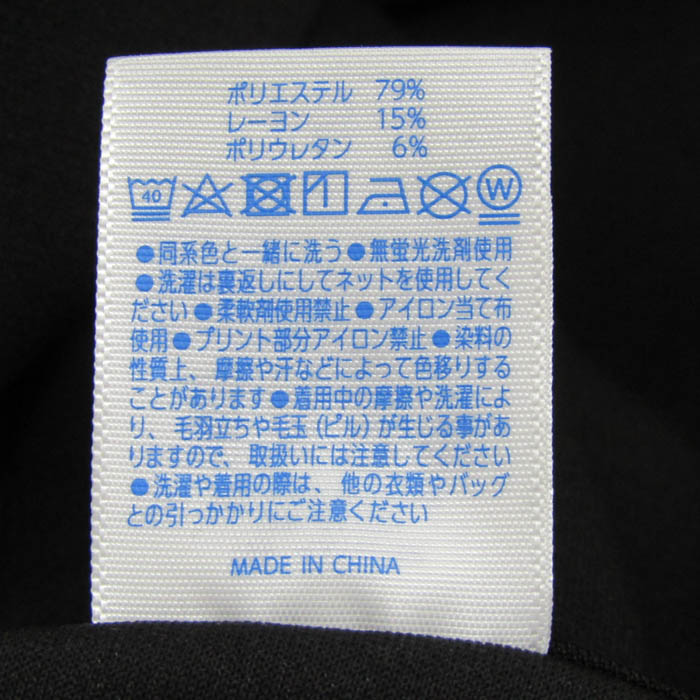 ポリエステル 79%
レーヨン 15%
ポリウレタン 6%
40 W
●同系色と一緒に洗う●無蛍光洗剤使用
●洗濯は裏返しにしてネットを使用してく
ださい●柔軟剤使用禁止●アイロン当て布
使用●プリント部分アイロン禁止●染料の
性質上、摩擦や汗などによって色移りする
ことがあります●着用中の摩擦や洗濯によ
り、毛羽立ちや毛玉(ピル)が生じる事があ
りますので、取扱いには注意してください
●洗濯や着用の際は、他の衣類やバッグ
との引っかかりにご注意ください
MADE IN CHINA